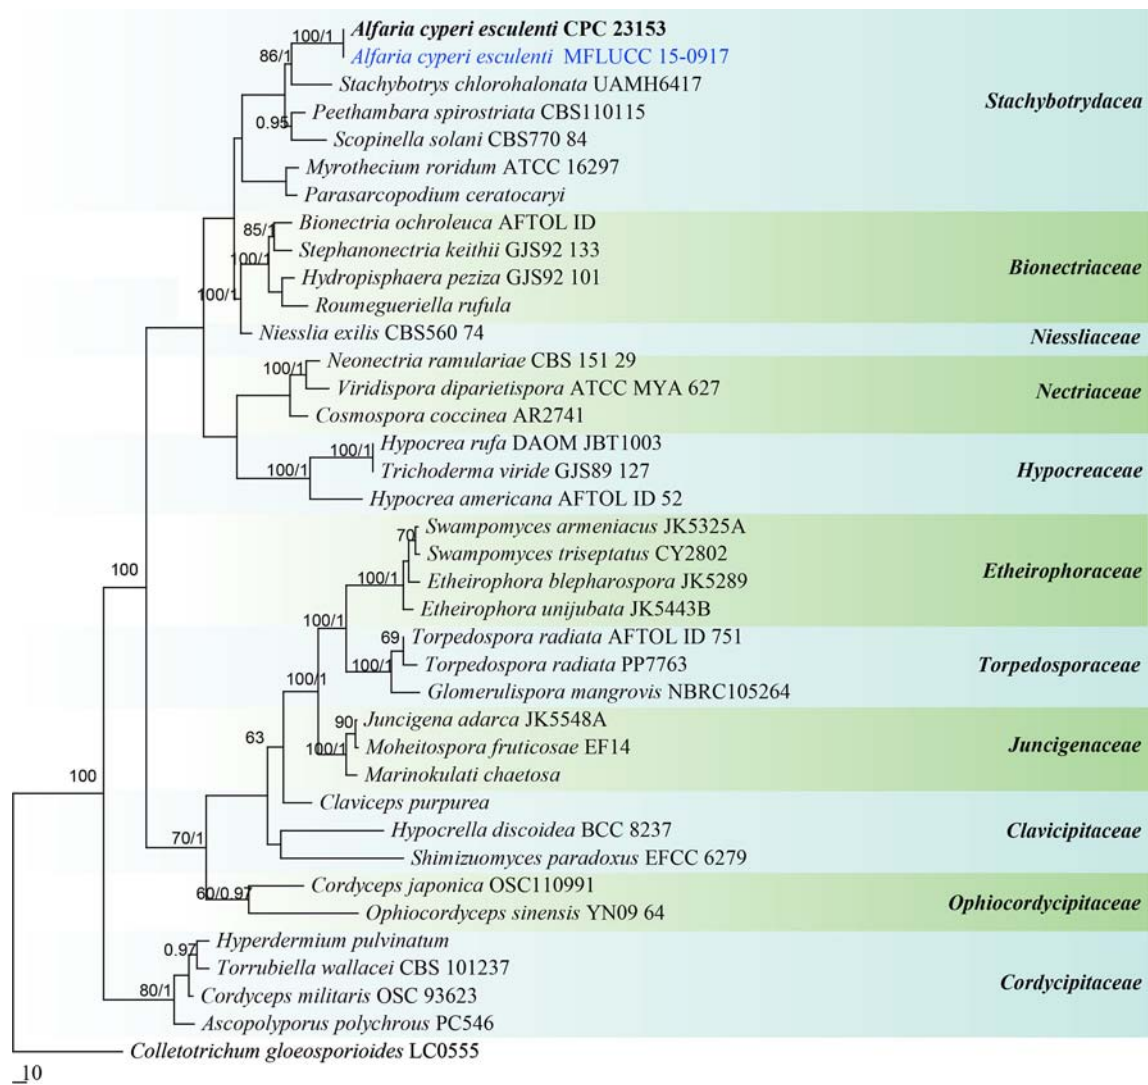 Alfaria cyperi esculenti CPC 23153
100/1
Alfaria cyperi esculenti MFLUCC 15-0917
86/1
Stachybotrys chlorohalonata UAMH6417
Stachybotrydacea
Peethambara spirostriata CBS110115
0.95
Scopinella solani CBS770 84
Myrothecium roridum ATCC 16297
Parasarcopodium ceratocaryi
Bionectria ochroleuca AFTOL ID
85/1
Stephanonectria keithii GJS92 133
100/1
Bionectriaceae
Hydropisphaera peziza GJS92 101
100/1
Roumegueriella rufula
Niesslia exilis CBS560 74
Niessliaceae
Neonectria ramulariae CBS 151 29
100/1
Viridispora diparietispora ATCC MYA 627
Nectriaceae
Cosmospora coccinea AR2741
Hypocrea rufa DAOM JBT1003
100/1
Trichoderma viride GJS89 127
100/1
Hypocreaceae
Hypocrea americana AFTOL ID 52
Swampomyces armeniacus JK5325A
70
Swampomyces triseptatus CY2802
Etheirophoraceae
100
100/1
Etheirophora blepharospora JK5289
Etheirophora unijubata JK5443B
100/1
Torpedospora radiata AFTOL ID 751
69
Torpedospora radiata PP7763
Torpedosporaceae
100/1
100/1
Glomerulispora mangrovis NBRC105264
Juncigena adarca JK5548A
90
63
Moheitospora fruticosae EF14
Juncigenaceae
100/1
Marinokulati chaetosa
100
Claviceps purpurea
Hypocrella discoidea BCC 8237
Clavicipitaceae
70/1
Shimizuomyces paradoxus EFCC 6279
Cordyceps japonica OSC110991
60/0.97
Ophiocordycipitaceae
Ophiocordyceps sinensis YN09 64
Hyperdermium pulvinatum
0.97
Torrubiella wallacei CBS 101237
Cordycipitaceae
80/1
Cordyceps militaris OSC 93623
Ascopolyporus polychrous PC546
Colletotrichum gloeosporioides LC0555
10